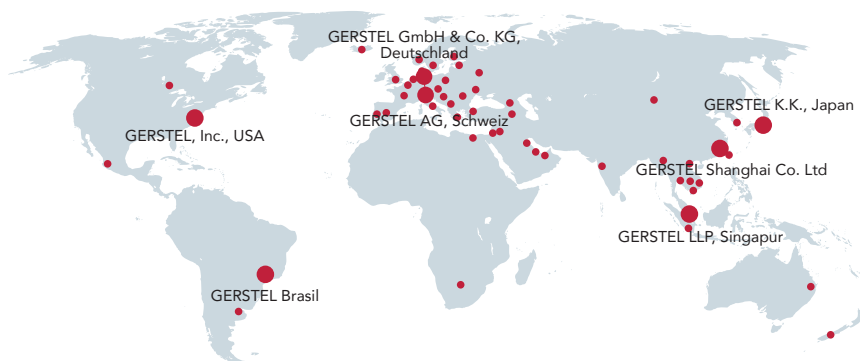 GERSTEL GmbH & Co. KG,
Deutschland
GERSTEL K.K., Japan
GERSTEL AG, Schweiz
GERSTEL, Inc., USA
GERSTEL Shanghai Co. Ltd
GERSTEL LLP, Singapur
GERSTEL Brasil